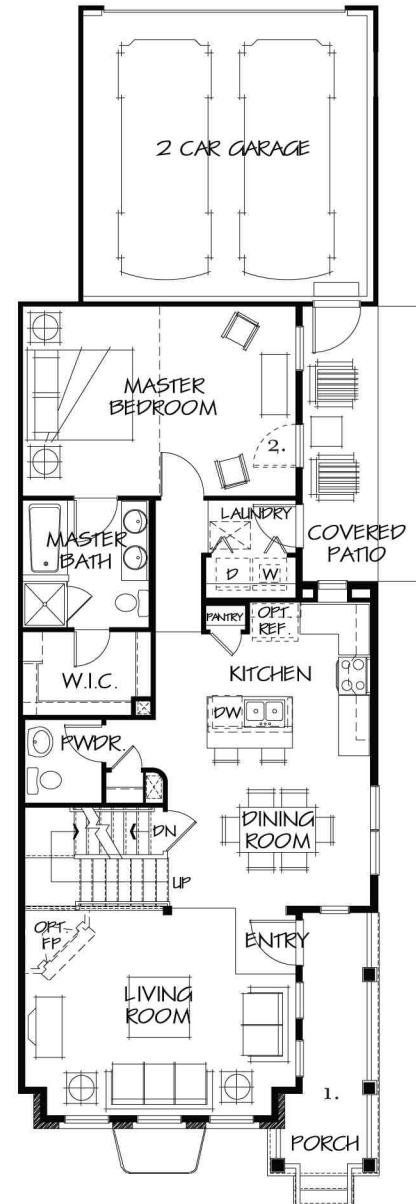 2 CAR GARAGE
MASTER
BEDROOM
2.
LAUNDRY
MASTER
BATH
D
W
COVERED
PATIO
PANTRY
OPT.
REF.
W.I.C.
KITCHEN
DW
PWDR.
DN
DINING
ROOM
UP
OPT.
FP
ENTRY
LIVING
ROOM
1.
PORCH